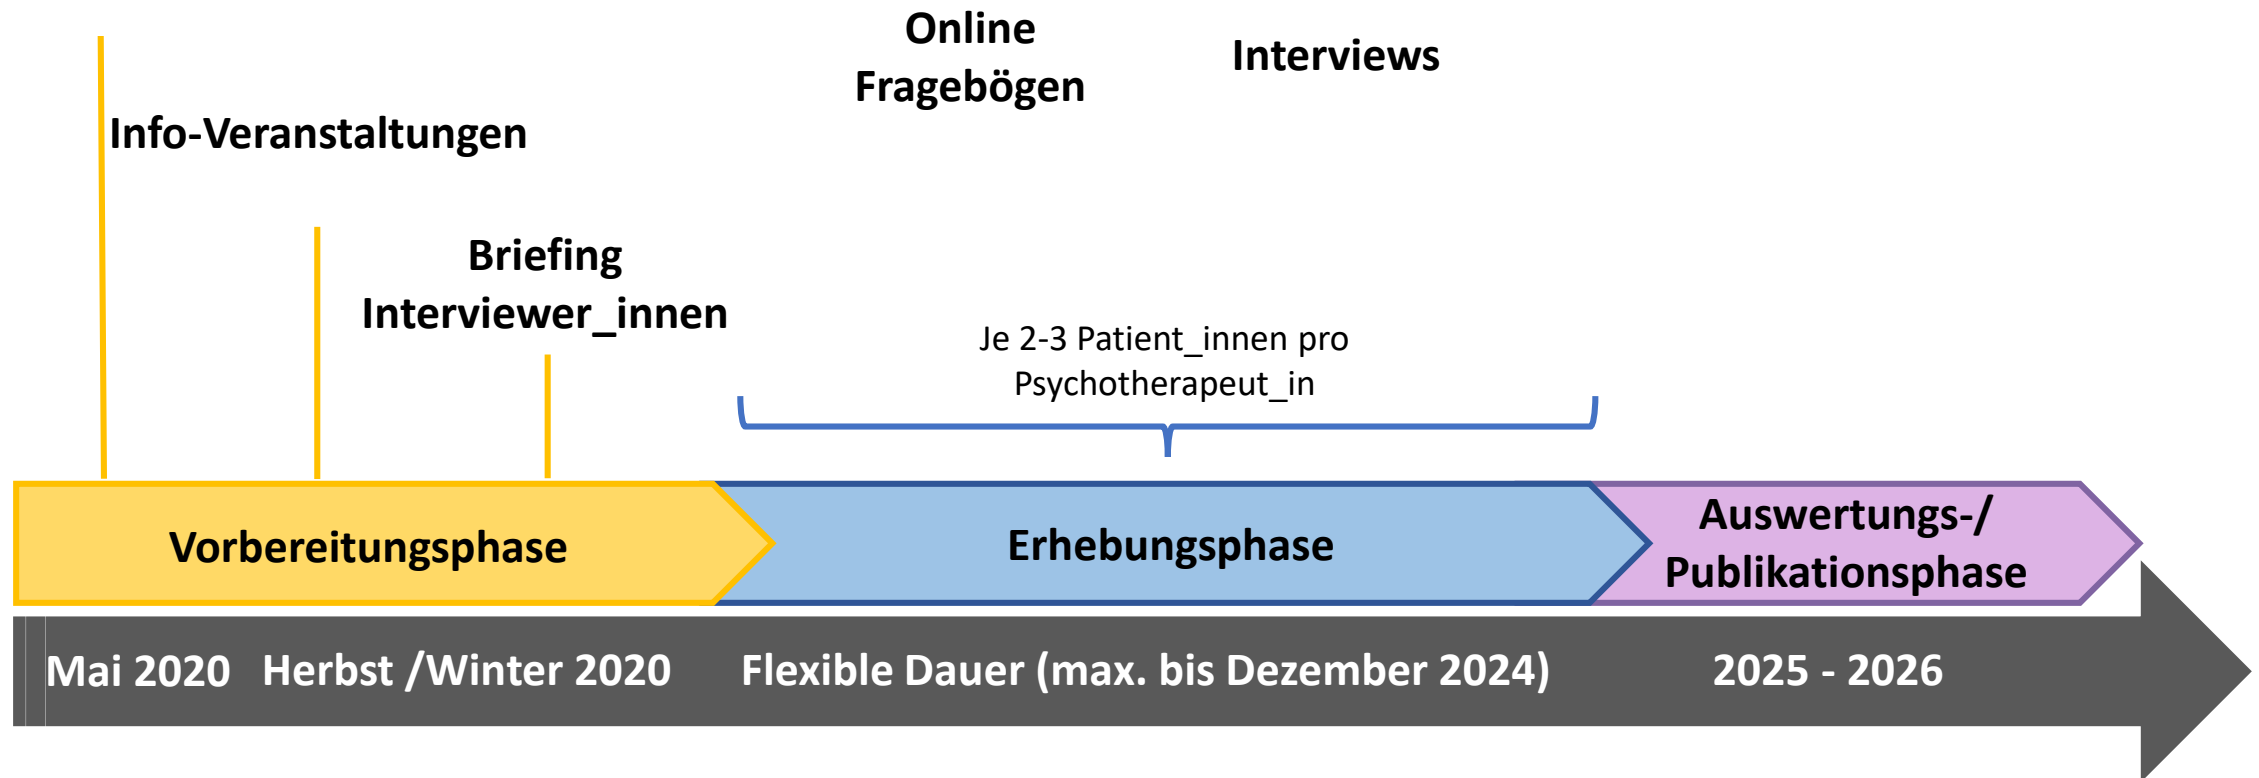 Online
Fragebögen
Interviews
Info-Veranstaltungen
Briefing
Interviewer_innen
Je 2-3 Patient_innen pro
Psychotherapeut_in
Vorbereitungsphase
Erhebungsphase
Auswertungs-/
Publikationsphase
Mai 2020
Herbst /Winter 2020
Flexible Dauer (max. bis Dezember 2024)
2025 - 2026